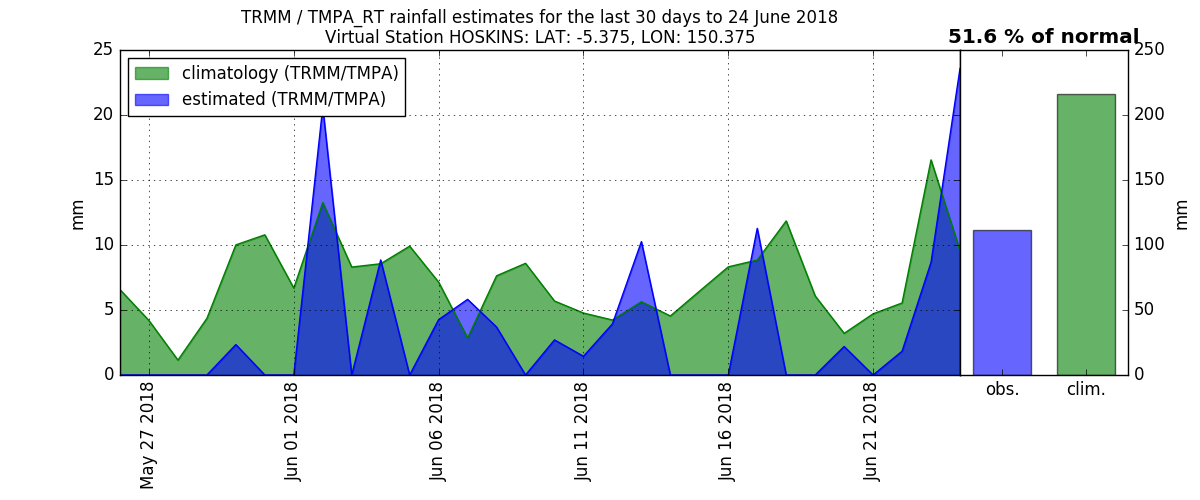 TRMM / TMPA_RT rainfall estimates for the last 30 days to 24 June 2018
Virtual Station HOSKINS: LAT: -5.375, LON: 150.375
51.6 % of normal
climatology (TRMM/TMPA)
estimated (TRMM/TMPA)
25
20
15
10
5
0
mm
May 27 2018
Jun 01 2018
Jun 06 2018
Jun 11 2018
Jun 16 2018
Jun 21 2018
250
200
150
100
50
0
mm
obs.
clim.